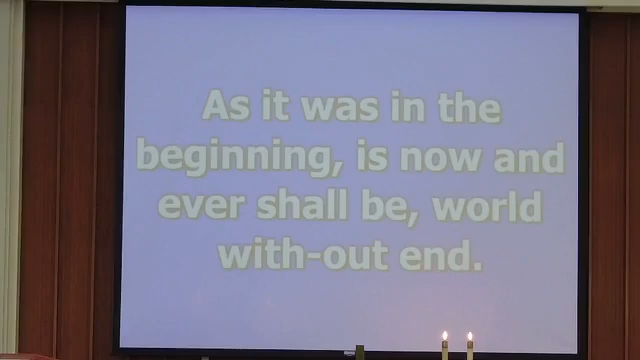 As it was in the
beginning, is now and
ever shall be, world
with-out end.